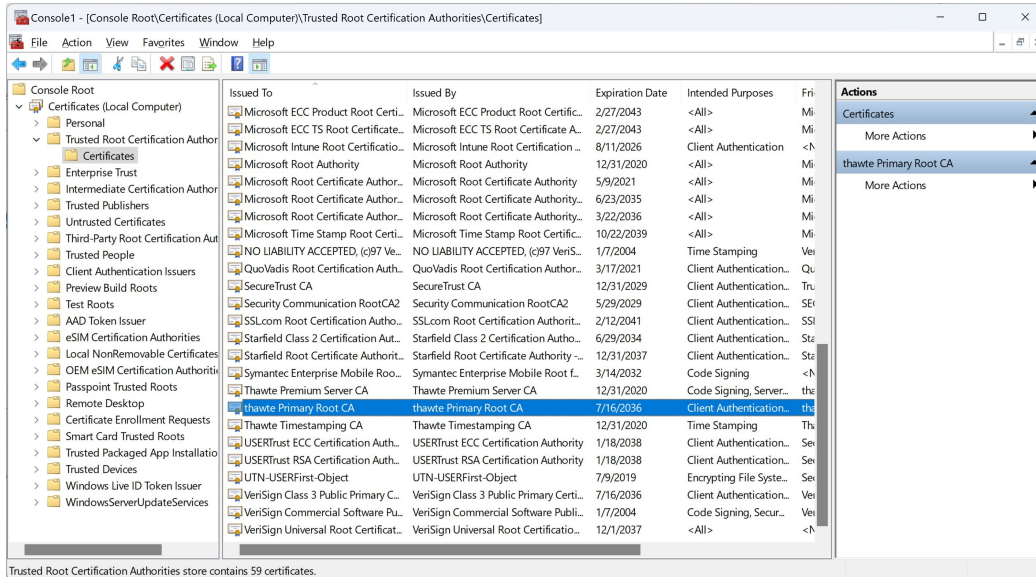 Console1 - [Console Root\Certificates (Local Computer)\Trusted Root Certification Authorities\Certificates]
File Action View Favorites Window Help
Console Root
Certificates (Local Computer)
Personal
Trusted Root Certification Author
Certificates
Enterprise Trust
Intermediate Certification Author
Trusted Publishers
Untrusted Certificates
Third-Party Root Certification Aut
Trusted People
Client Authentication Issuers
Preview Build Roots
Test Roots
AAD Token Issuer
eSIM Certification Authorities
Local NonRemovable Certificates
OEM eSIM Certification Authoritie
Passpoint Trusted Roots
Remote Desktop
Certificate Enrollment Requests
Smart Card Trusted Roots
Trusted Packaged App Installatio
Trusted Devices
Windows Live ID Token Issuer
WindowsServerUpdateServices
Issued To Issued By Expiration Date Intended Purposes Fri
Microsoft ECC Product Root Certi... Microsoft ECC Product Root Certific... 2/27/2043 <All> Mi
Microsoft ECC TS Root Certificate... Microsoft ECC TS Root Certificate A... 2/27/2043 <All> Mi
Microsoft Intune Root Certificatio... Microsoft Intune Root Certification ... 8/11/2026 Client Authentication <N
Microsoft Root Authority Microsoft Root Authority 12/31/2020 <All> Mi
Microsoft Root Certificate Author... Microsoft Root Certificate Authority 5/9/2021 <All> Mi
Microsoft Root Certificate Author... Microsoft Root Certificate Authority... 6/23/2035 <All> Mi
Microsoft Root Certificate Author... Microsoft Root Certificate Authority... 3/22/2036 <All> Mi
Microsoft Time Stamp Root Certi... Microsoft Time Stamp Root Certific... 10/22/2039 <All> Mi
NO LIABILITY ACCEPTED, (c)97 Ve... NO LIABILITY ACCEPTED, (c)97 VeriS... 1/7/2004 Time Stamping Ver
QuoVadis Root Certification Auth... QuoVadis Root Certification Author... 3/17/2021 Client Authentication... Qu
SecureTrust CA SecureTrust CA 12/31/2029 Client Authentication... Tru
Security Communication RootCA2 Security Communication RootCA2 5/29/2029 Client Authentication... SE
SSL.com Root Certification Autho... SSL.com Root Certification Authorit... 2/12/2041 Client Authentication... SSI
Starfield Class 2 Certification Aut... Starfield Class 2 Certification Autho... 6/29/2034 Client Authentication... Sta
Starfield Root Certificate Authorit... Starfield Root Certificate Authority -... 12/31/2037 Client Authentication... Sta
Symantec Enterprise Mobile Roo... Symantec Enterprise Mobile Root f... 3/14/2032 Code Signing <N
Thawte Premium Server CA Thawte Premium Server CA 12/31/2020 Code Signing, Server... tha
thawte Primary Root CA thawte Primary Root CA 7/16/2036 Client Authentication... tha
Thawte Timestamping CA Thawte Timestamping CA 12/31/2020 Time Stamping Th
USERTrust ECC Certification Auth... USERTrust ECC Certification Authority 1/18/2038 Client Authentication... Sec
USERTrust RSA Certification Auth... USERTrust RSA Certification Authority 1/18/2038 Client Authentication... Sec
UTN-USERFirst-Object UTN-USERFirst-Object 7/9/2019 Encrypting File Syste... Sec
VeriSign Class 3 Public Primary C... VeriSign Class 3 Public Primary Certi... 7/16/2036 Client Authentication... Ver
VeriSign Commercial Software Pu... VeriSign Commercial Software Publi... 1/7/2004 Code Signing, Secur... Ver
VeriSign Universal Root Certificat... VeriSign Universal Root Certificatio... 12/1/2037 <All> <N
Actions
Certificates
More Actions
thawte Primary Root CA
More Actions
Trusted Root Certification Authorities store contains 59 certificates.